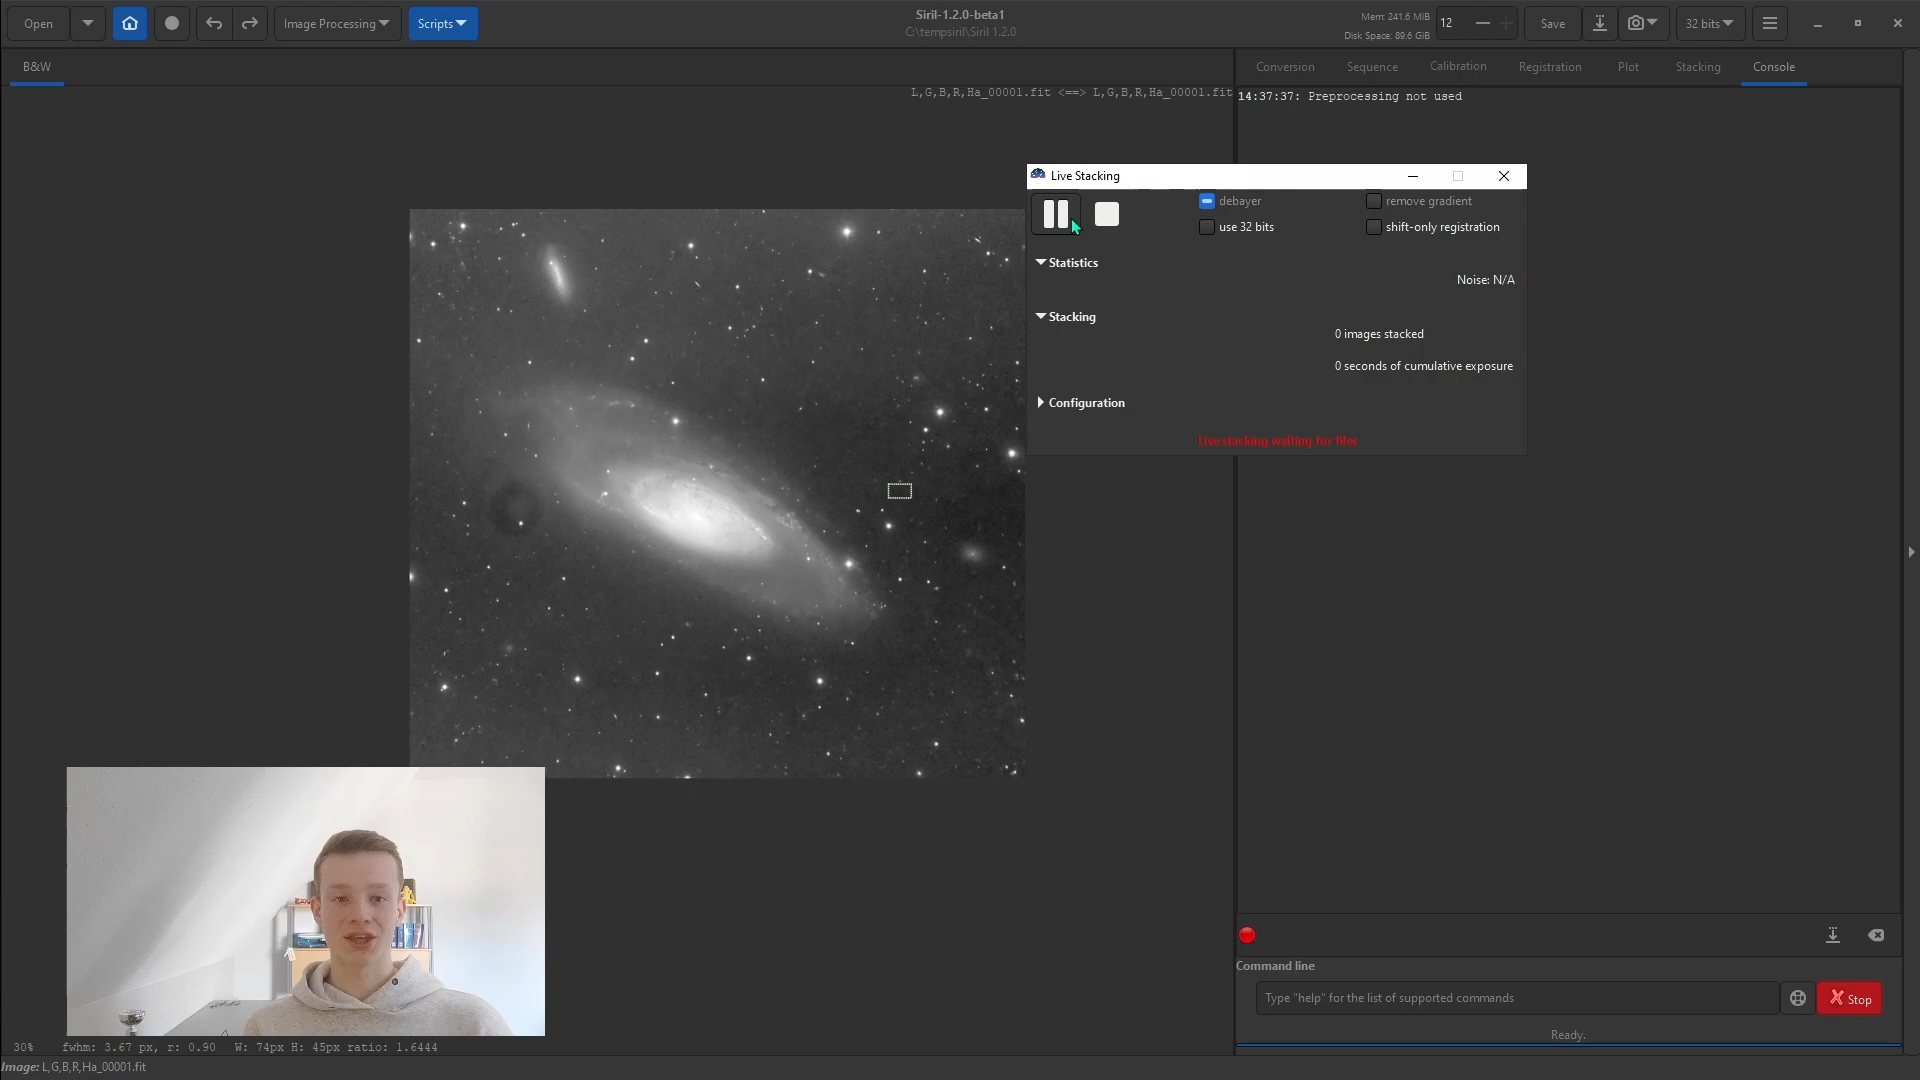 Open
Image Processing
Scripts
Siril-1.2.0-beta1
C:\tempsiril\Siril 1.2.0
Mem: 241.6 MiB
Disk Space: 89.6 GiB
12
Save
32 bits
B&W
Conversion
Sequence
Calibration
Registration
Plot
Stacking
Console
L,G,B,R,Ha_00001.fit <==> L,G,B,R,Ha_00001.fit
14:37:37: Preprocessing not used
Live Stacking
debayer
remove gradient
use 32 bits
shift-only registration
Statistics
Noise: N/A
Stacking
0 images stacked
0 seconds of cumulative exposure
Configuration
Live stacking waiting for files
Command line
Type "help" for the list of supported commands
Stop
Ready.
30%
fwhm: 3.67 px, r: 0.90
W: 74px H: 45px ratio: 1.6444
Image: L,G,B,R,Ha_00001.fit